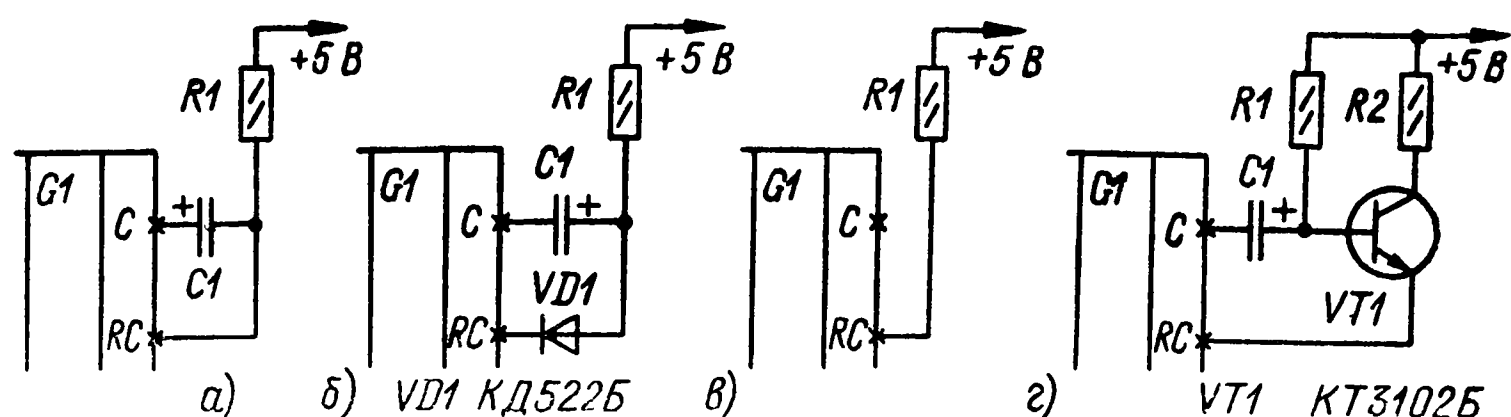 +5 В
R1
G1
C
+
C1
RC
а)
+5 В
R1
G1
C1
+
C
VD1
RC
б) VD1 КД522Б
+5 В
R1
G1
C
RC
в)
+5 В
R1
R2
G1
C1
+
C
VT1
RC
г) VT1 КТ3102Б